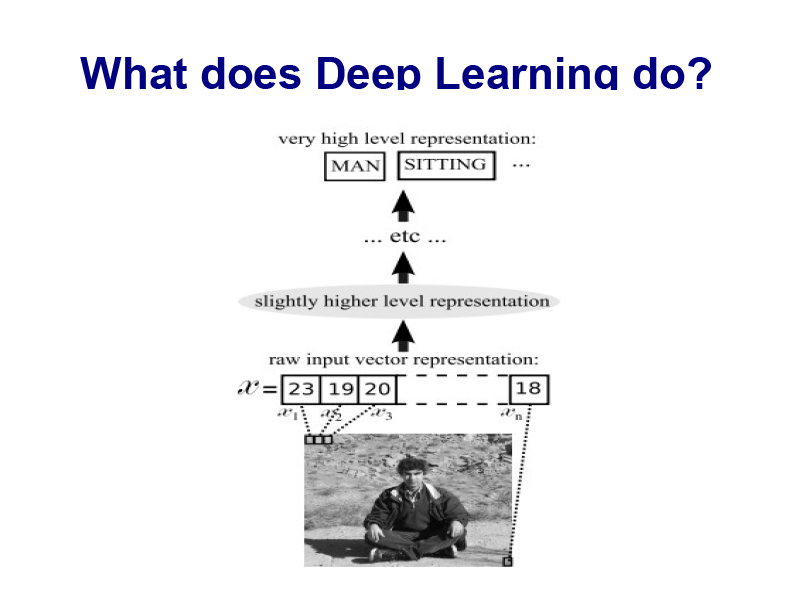 What does Deep Learning do?
very high level representation:
MAN SITTING ...
... etc ...
slightly higher level representation
raw input vector representation:
x = 23 19 20 18
x1 x2 x3 xn